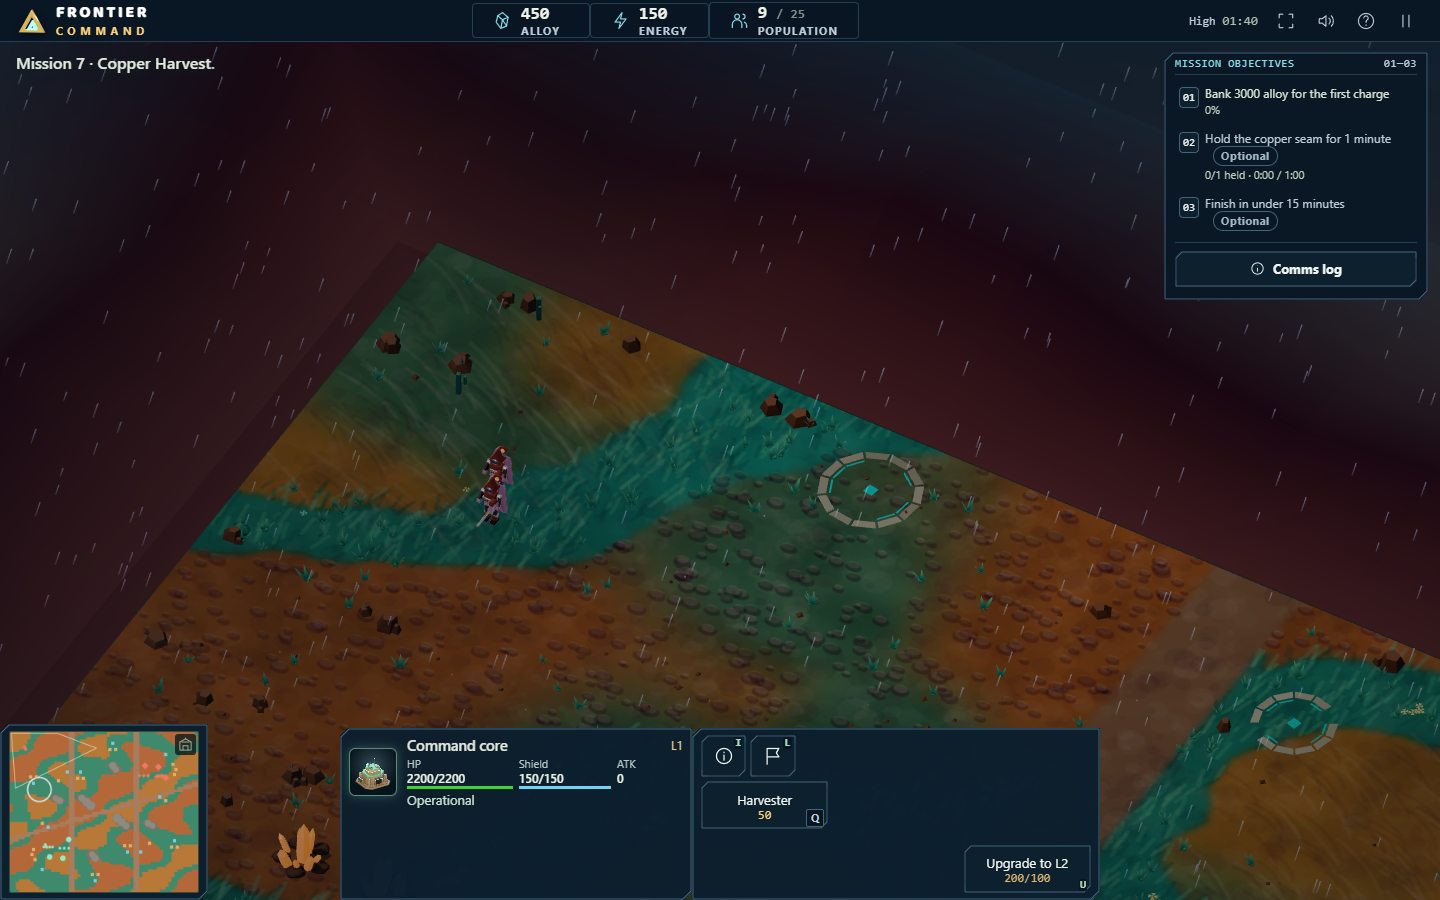 FRONTIER
COMMAND
450
ALLOY
150
ENERGY
9 / 25
POPULATION
High 01:40
Mission 7 · Copper Harvest.
MISSION OBJECTIVES 01—03
01 Bank 3000 alloy for the first charge
0%
02 Hold the copper seam for 1 minute
Optional
0/1 held · 0:00 / 1:00
03 Finish in under 15 minutes
Optional
Comms log
Command core L1
HP Shield ATK
2200/2200 150/150 0
Operational
I L
Harvester
50
Q
Upgrade to L2
200/100
U